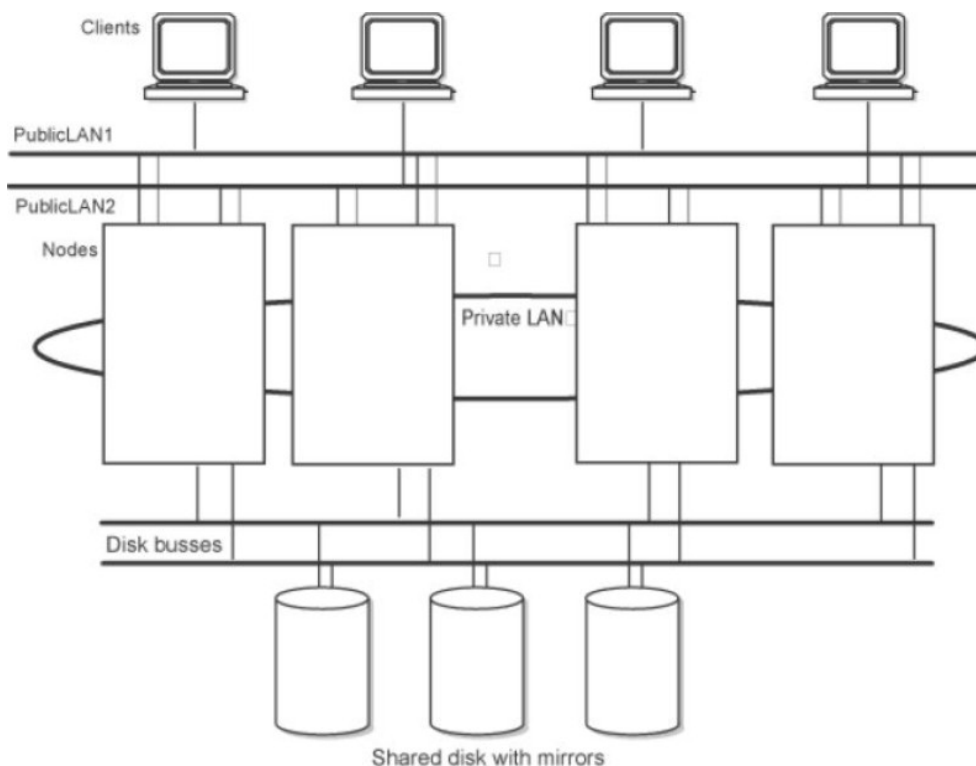 Clients
PublicLAN1
PublicLAN2
Nodes
Private LAN
Disk busses
Shared disk with mirrors